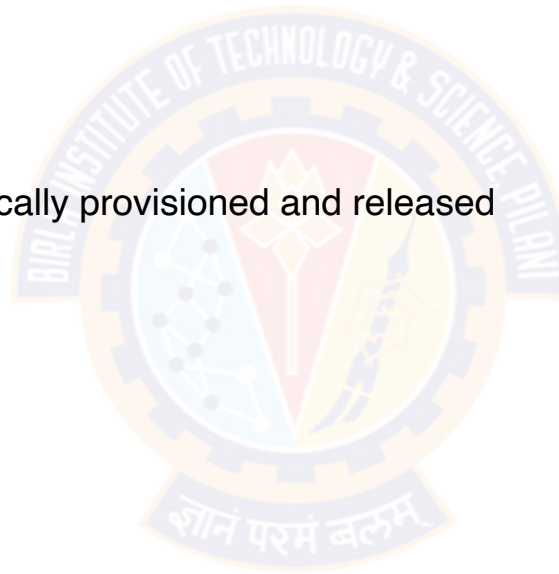 BIRLA INSTITUTE OF TECHNOLOGY & SCIENCE PILANI
cally provisioned and released
ज्ञानं परमं बलम्